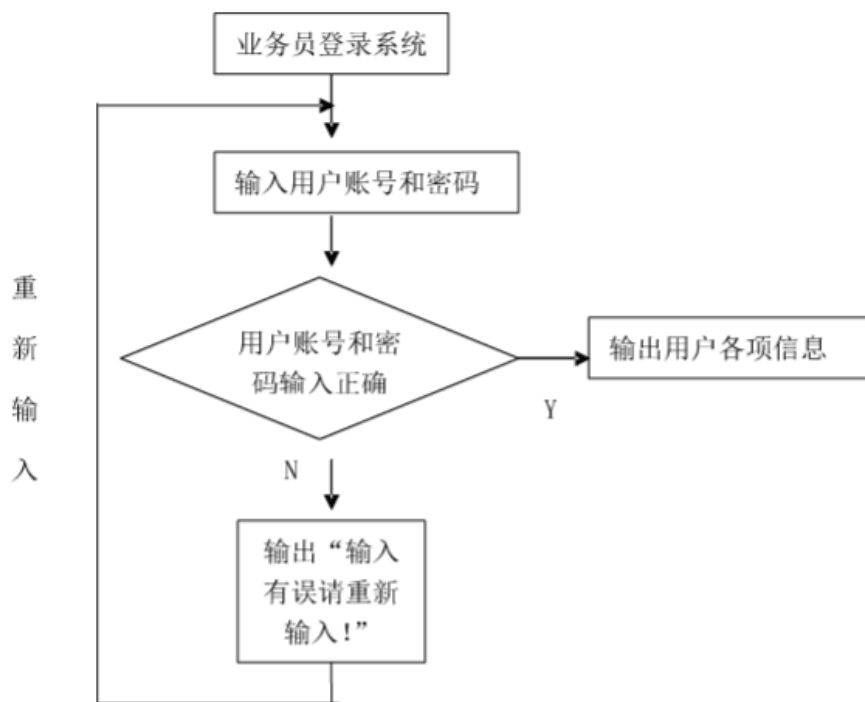 业务员登录系统
输入用户账号和密码
用户账号和密
码输入正确
Y
输出用户各项信息
N
输出“输入
有误请重新
输入!”
重
新
输
入